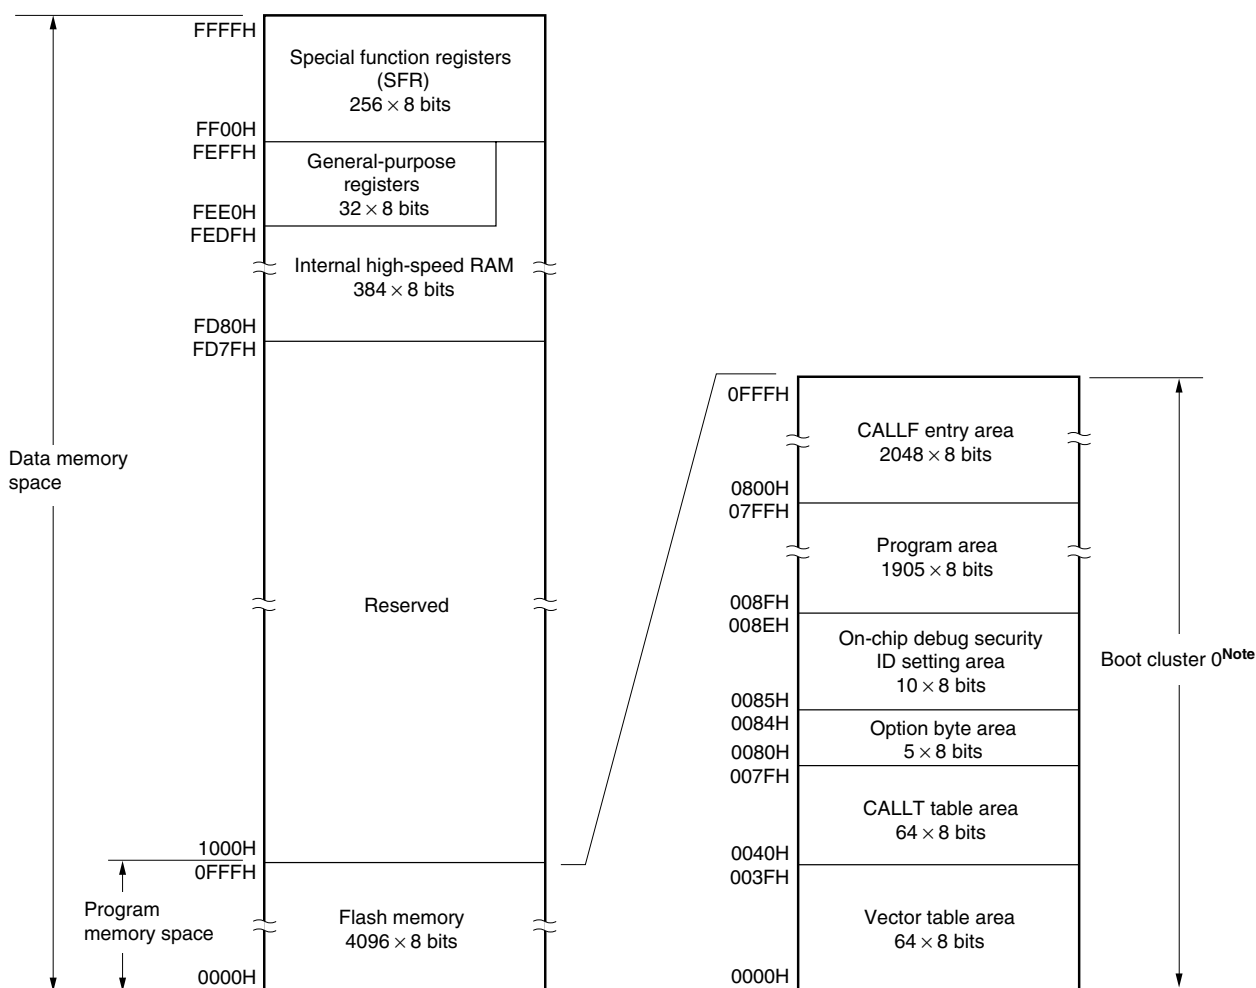 FFFFH
Special function registers
(SFR)
256 × 8 bits
FF00H
FEFFH
General-purpose
registers
32 × 8 bits
FEE0H
FEDFH
Internal high-speed RAM
384 × 8 bits
FD80H
FD7FH
Data memory
space
Reserved
1000H
0FFFH
Program
memory space
Flash memory
4096 × 8 bits
0000H
0FFFH
CALLF entry area
2048 × 8 bits
0800H
07FFH
Program area
1905 × 8 bits
008FH
008EH
On-chip debug security
ID setting area
10 × 8 bits
0085H
0084H
Option byte area
5 × 8 bits
0080H
007FH
CALLT table area
64 × 8 bits
0040H
003FH
Vector table area
64 × 8 bits
0000H
Boot cluster 0Note